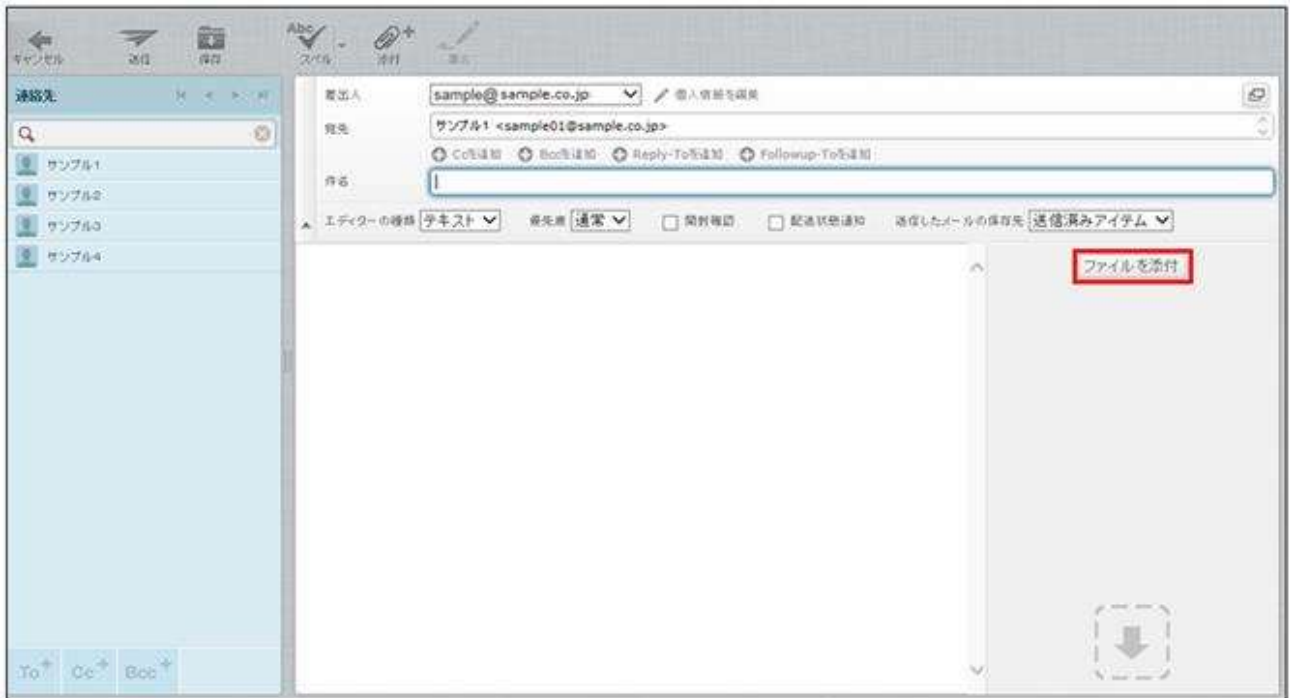 キャンセル 送信 保存 Abc スペル 添付
連絡先
サンプル1
サンプル2
サンプル3
サンプル4
To Cc Bcc
差出人 sample@sample.co.jp 個人情報を編集
宛先 サンプル1 <sample01@sample.co.jp>
Ccを追加 Bccを追加 Reply-Toを追加 Followup-Toを追加
件名
エディターの種類 テキスト 優先度 通常 開封確認 配送状態通知 送信したメールの保存先 送信済みアイテム
ファイルを添付